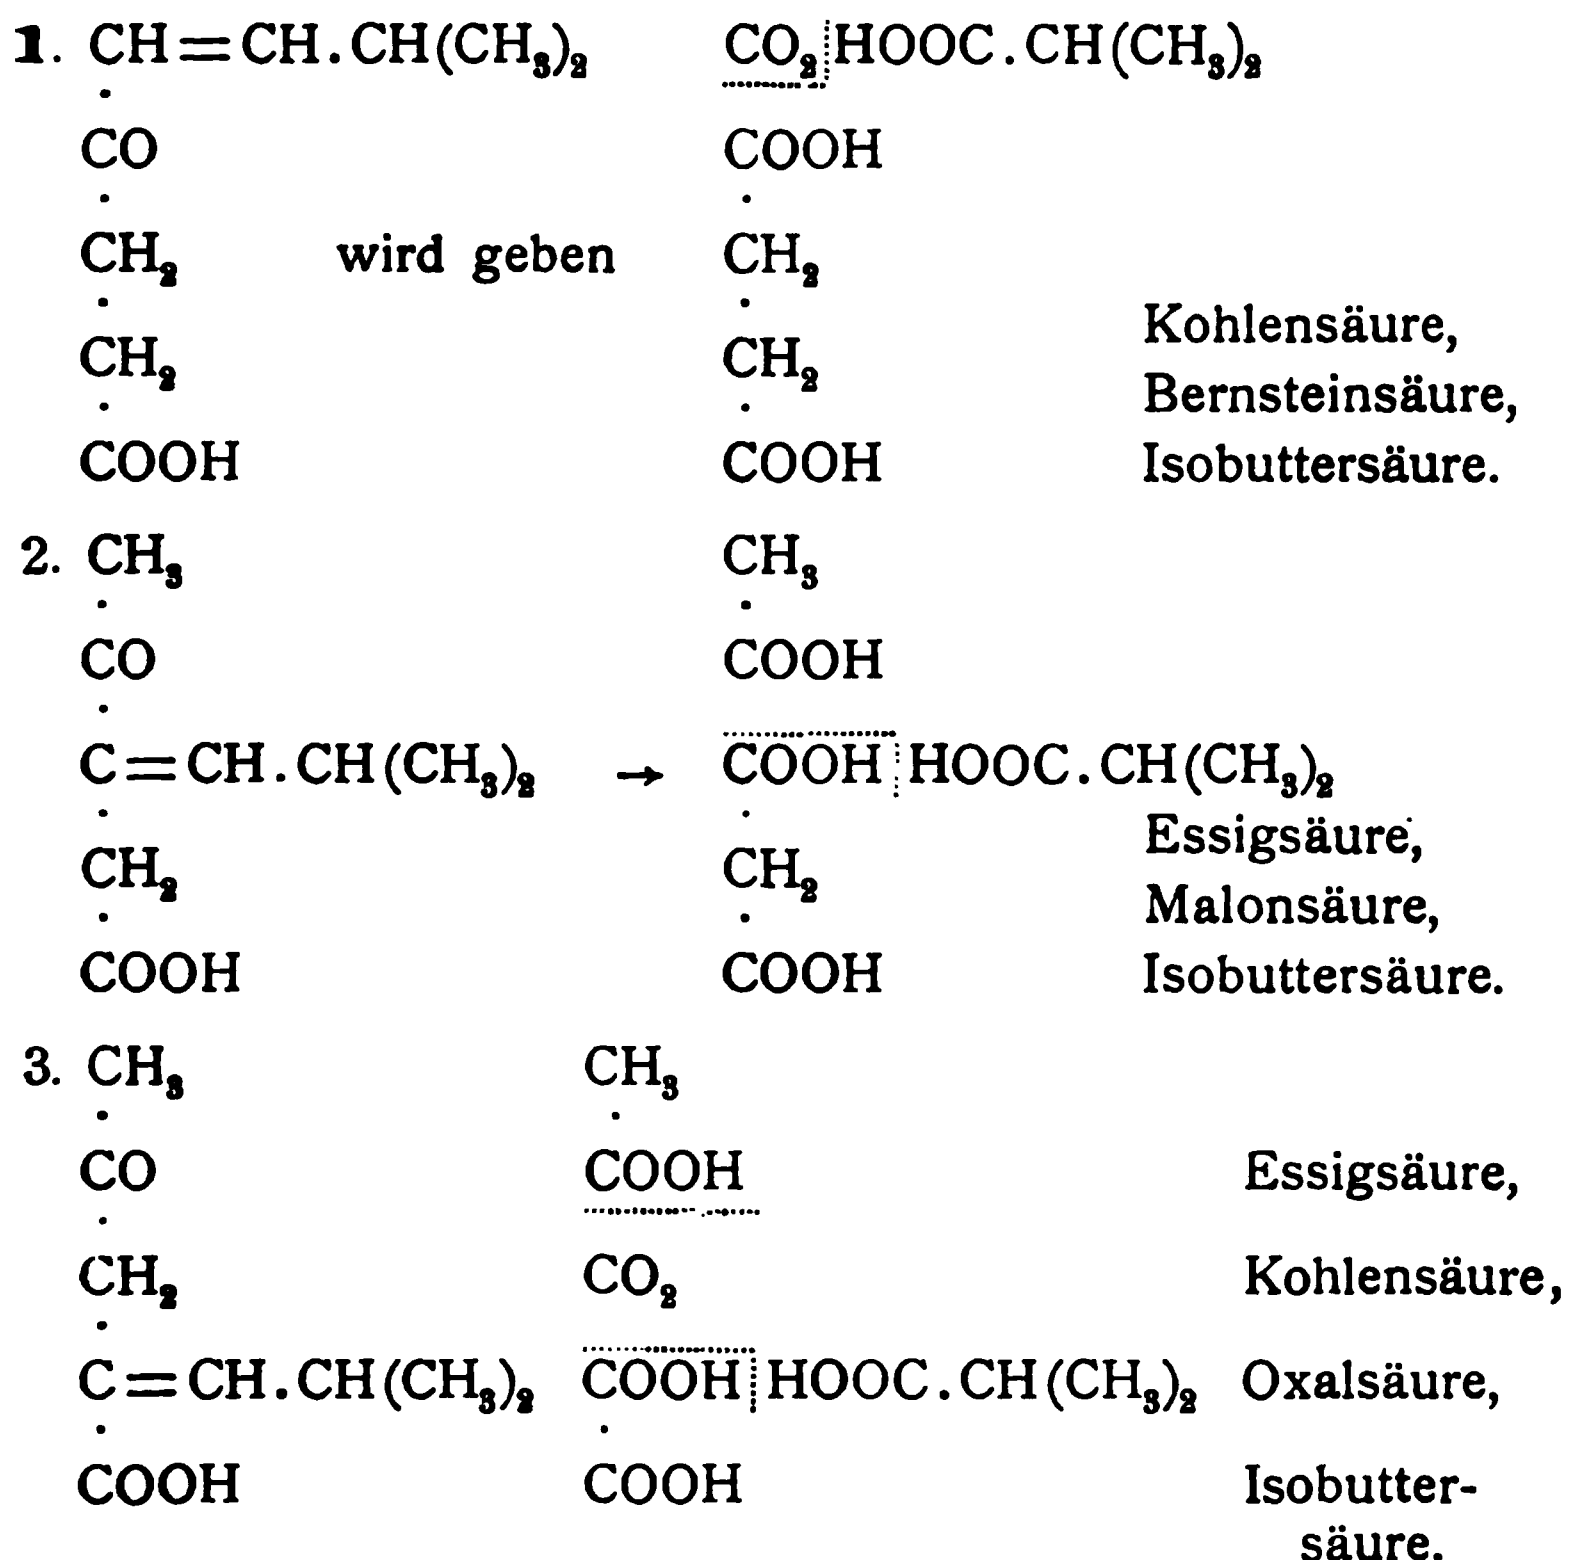 1. CH=CH.CH(CH₃)₂ CO₂ HOOC.CH(CH₃)₂
CO COOH
CH₂ wird geben CH₂
Kohlensäure,
CH₂ CH₂
Bernsteinsäure,
COOH COOH Isobuttersäure.
2. CH₃ CH₃
CO COOH
C=CH.CH(CH₃)₂ → COOH HOOC.CH(CH₃)₂
Essigsäure,
CH₂ CH₂
Malonsäure,
COOH COOH Isobuttersäure.
3. CH₃ CH₃
CO COOH Essigsäure,
CH₂ CO₂ Kohlensäure,
C=CH.CH(CH₃)₂ COOH HOOC.CH(CH₃)₂ Oxalsäure,
COOH COOH Isobutter-
säure.